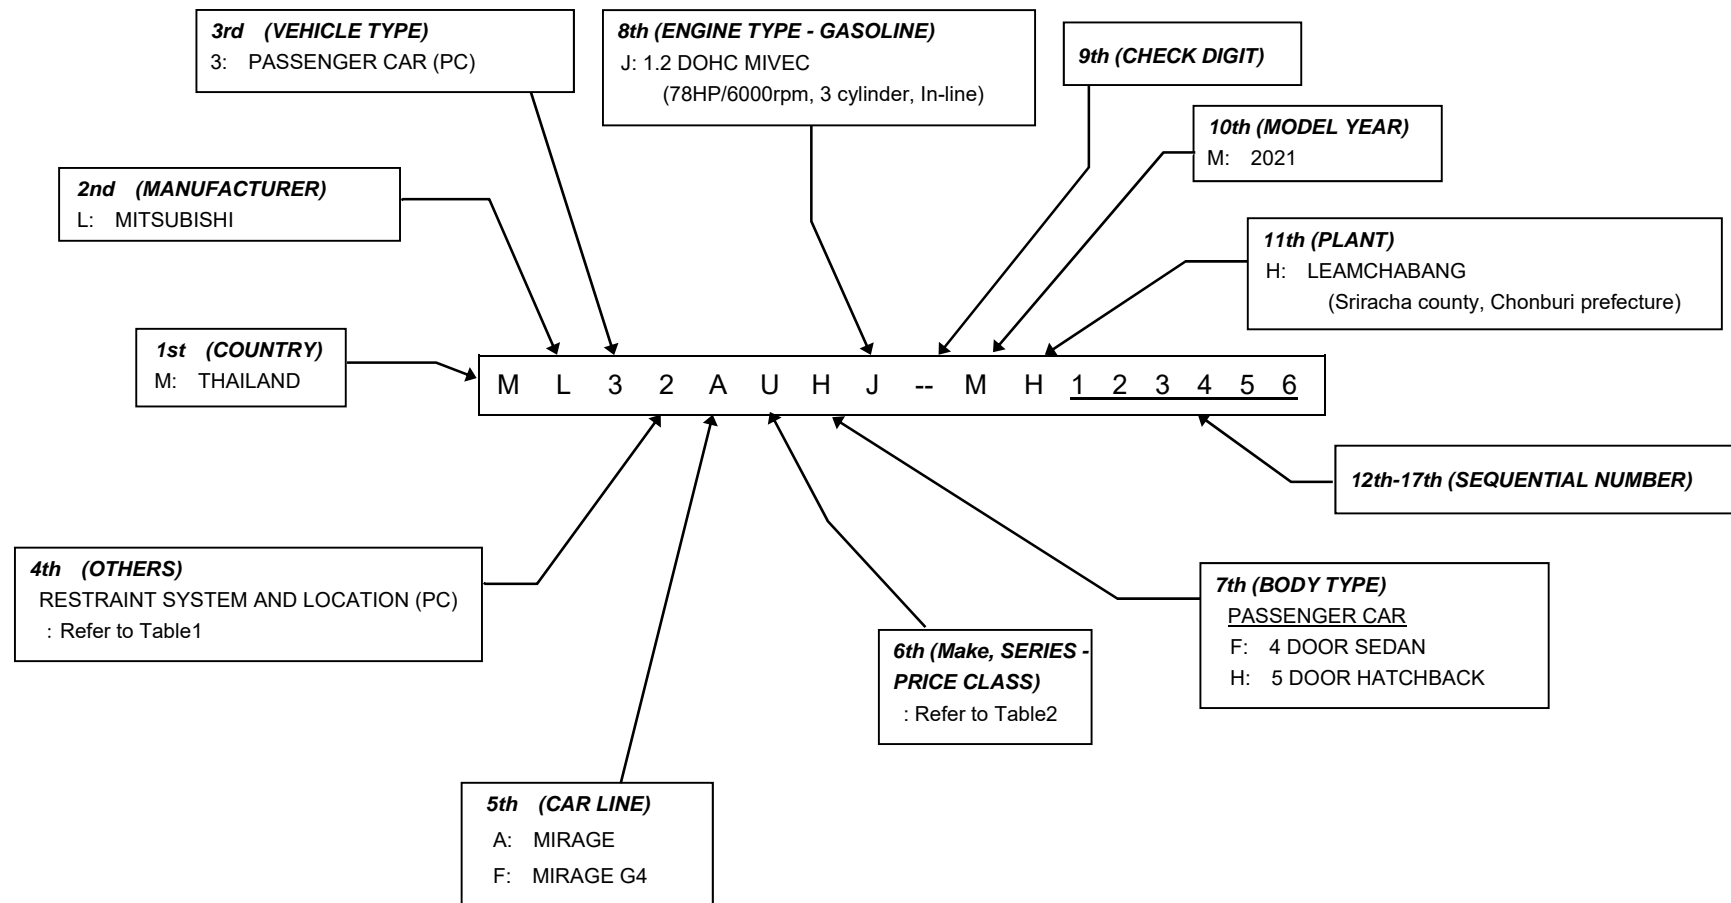 3rd (VEHICLE TYPE)
3: PASSENGER CAR (PC)
8th (ENGINE TYPE - GASOLINE)
J: 1.2 DOHC MIVEC
(78HP/6000rpm, 3 cylinder, In-line)
9th (CHECK DIGIT)
10th (MODEL YEAR)
M: 2021
2nd (MANUFACTURER)
L: MITSUBISHI
11th (PLANT)
H: LEAMCHABANG
(Sriracha county, Chonburi prefecture)
1st (COUNTRY)
M: THAILAND
M L 3 2 A U H J -- M H 1 2 3 4 5 6
12th-17th (SEQUENTIAL NUMBER)
4th (OTHERS)
RESTRAINT SYSTEM AND LOCATION (PC)
: Refer to Table1
7th (BODY TYPE)
PASSENGER CAR
F: 4 DOOR SEDAN
H: 5 DOOR HATCHBACK
6th (Make, SERIES -
PRICE CLASS)
: Refer to Table2
5th (CAR LINE)
A: MIRAGE
F: MIRAGE G4